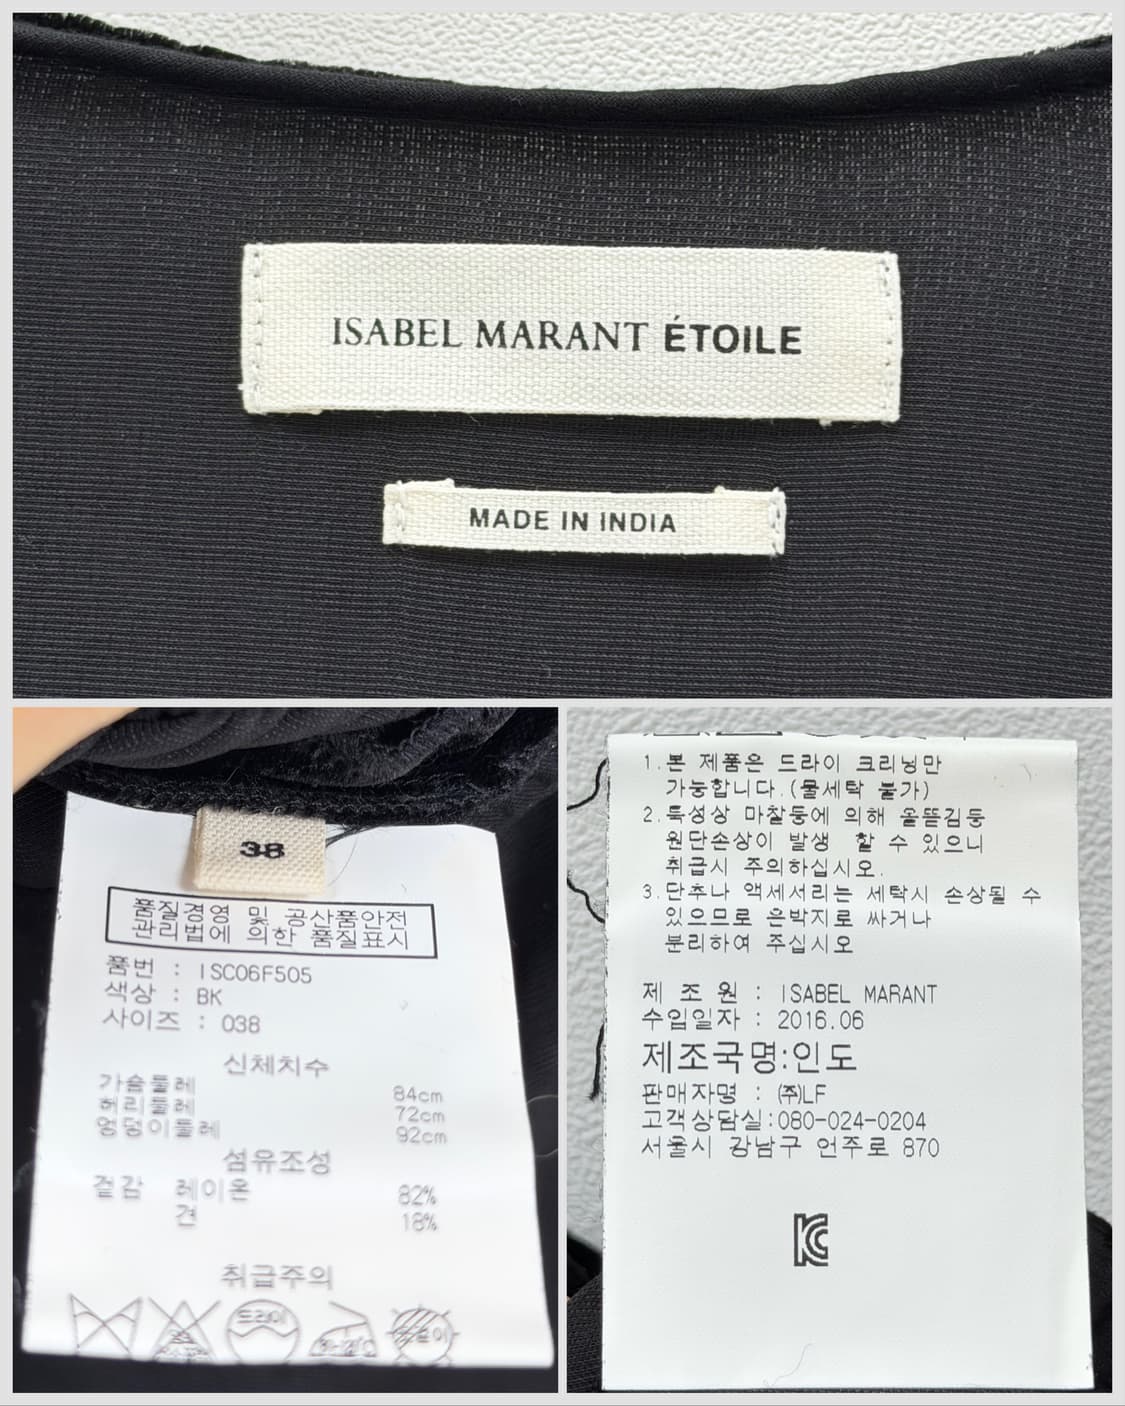 ISABEL MARANT ÉTOILE
MADE IN INDIA
38
품질경영 및 공산품안전
관리법에 의한 품질표시
품번 : ISC06F505
색상 : BK
사이즈 : 038
신체치수
가슴둘레 84cm
허리둘레 72cm
엉덩이둘레 92cm
섬유조성
겉감 레이온 82%
견 18%
취급주의
드라이
1.본 제품은 드라이 크리닝만
가능합니다.(물세탁 불가)
2.특성상 마찰등에 의해 올뜯김등
원단손상이 발생 할 수 있으니
취급시 주의하십시오.
3.단추나 액세서리는 세탁시 손상될 수
있으므로 은박지로 싸거나
분리하여 주십시오
제 조 원 : ISABEL MARANT
수입일자 : 2016.06
제조국명:인도
판매자명 : ㈜LF
고객상담실:080-024-0204
서울시 강남구 언주로 870
KC